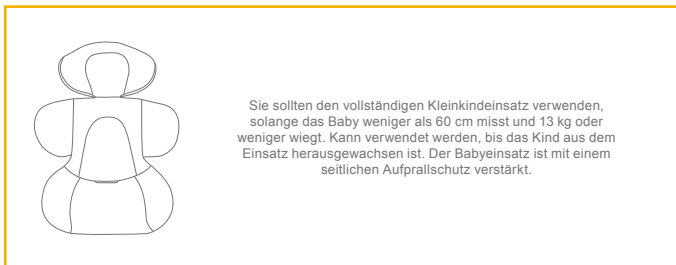 Sie sollten den vollständigen Kleinkindeinsatz verwenden,
solange das Baby weniger als 60 cm misst und 13 kg oder
weniger wiegt. Kann verwendet werden, bis das Kind aus dem
Einsatz herausgewachsen ist. Der Babyeinsatz ist mit einem
seitlichen Aufprallschutz verstärkt.